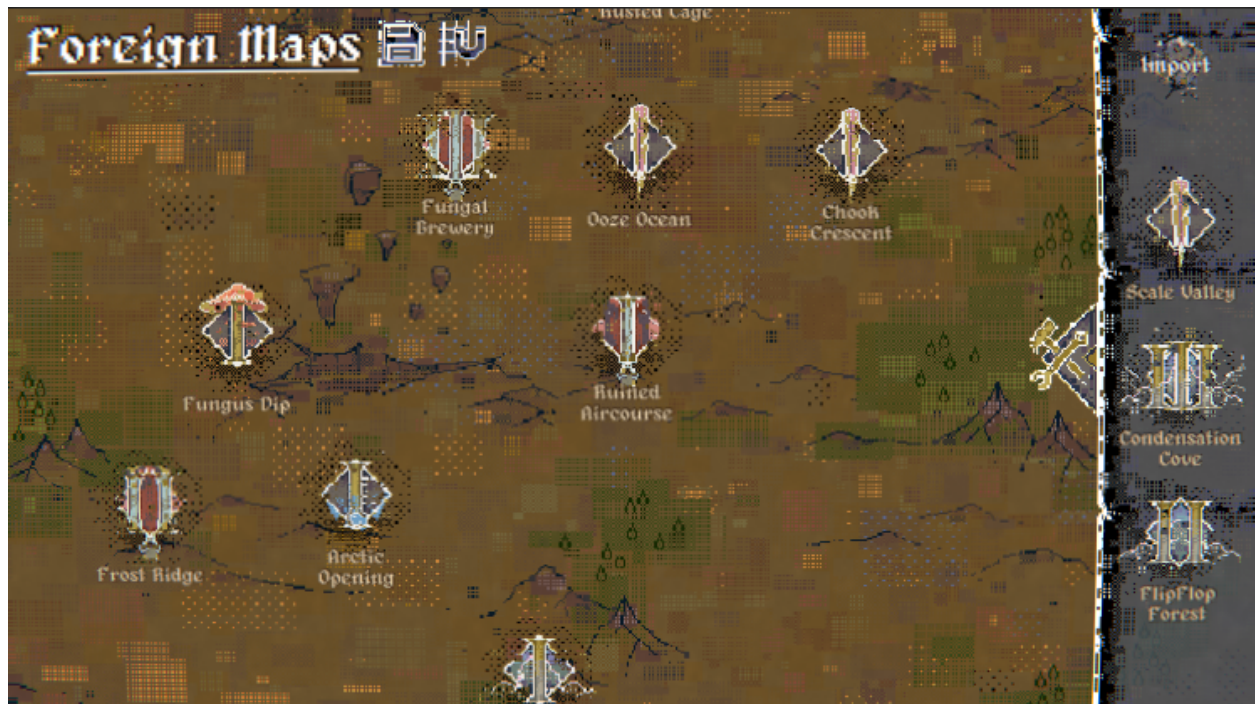 Rusted Cage
Foreign Maps
Import
Fungal
Brewery
Ooze Ocean
Chook
Crescent
Scale Valley
Fungus Dip
Ruined
Aircourse
Condensation
Cove
Frost Ridge
Arctic
Opening
FlipFlop
Forest